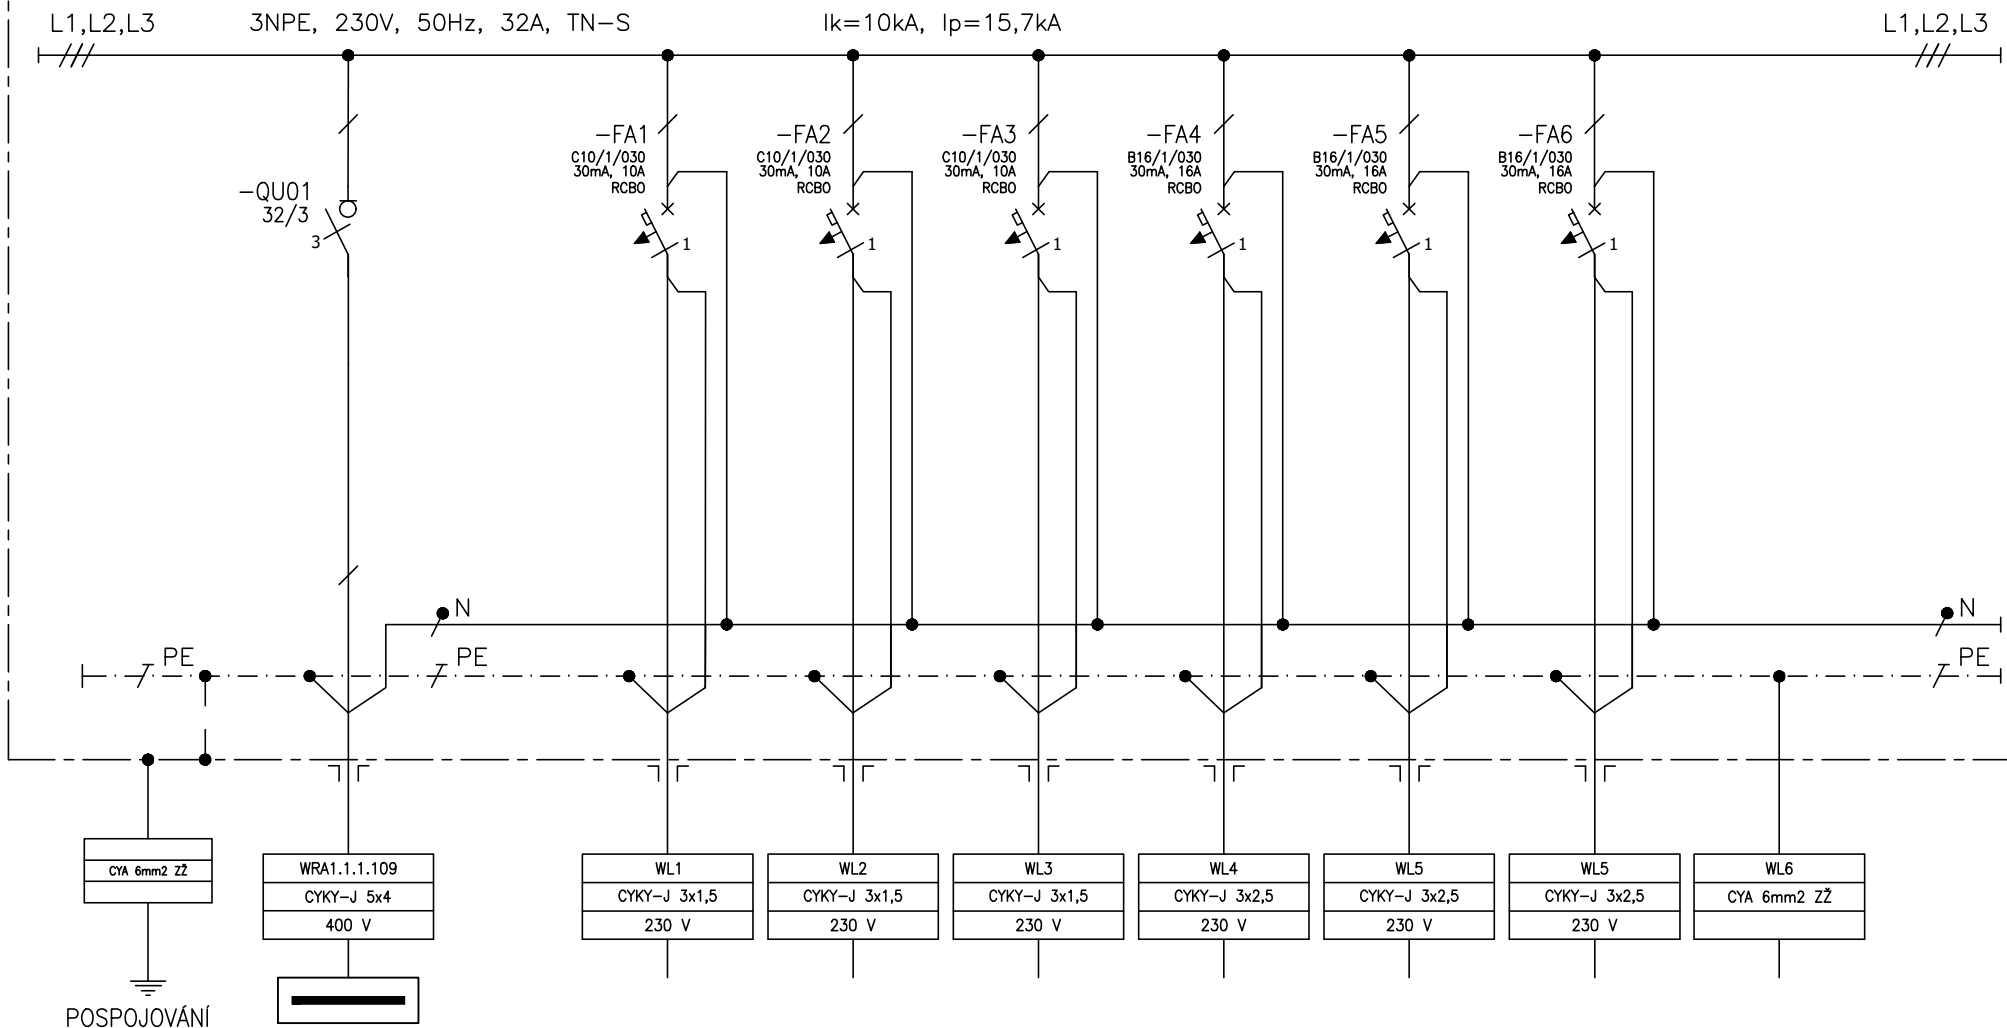 L1,L2,L3
3NPE, 230V, 50Hz, 32A, TN-S
Ik=10kA, Ip=15,7kA
L1,L2,L3
-QU01
32/3
3
-FA1
C10/1/030
30mA, 10A
RCBO
1
-FA2
C10/1/030
30mA, 10A
RCBO
1
-FA3
C10/1/030
30mA, 10A
RCBO
1
-FA4
B16/1/030
30mA, 16A
RCBO
1
-FA5
B16/1/030
30mA, 16A
RCBO
1
-FA6
B16/1/030
30mA, 16A
RCBO
1
N
N
PE
PE
PE
CYA 6mm2 ZŽ
POSPOJOVÁNÍ
WRA1.1.1.109
CYKY-J 5x4
400 V
WL1
CYKY-J 3x1,5
230 V
WL2
CYKY-J 3x1,5
230 V
WL3
CYKY-J 3x1,5
230 V
WL4
CYKY-J 3x2,5
230 V
WL5
CYKY-J 3x2,5
230 V
WL5
CYKY-J 3x2,5
230 V
WL6
CYA 6mm2 ZŽ